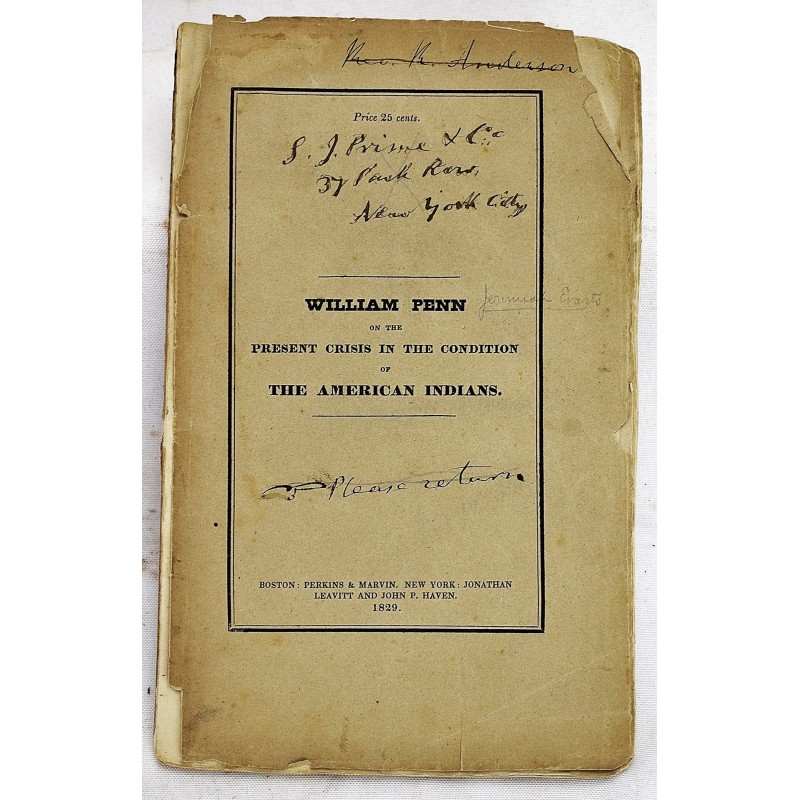 Rev. R. Anderson
Price 25 cents.
S. J. Prime & Co.
37 Park Row,
New York City
WILLIAM PENN
Jeremiah Evarts
ON THE
PRESENT CRISIS IN THE CONDITION
OF
THE AMERICAN INDIANS.
Please return
BOSTON: PERKINS & MARVIN. NEW YORK: JONATHAN
LEAVITT AND JOHN P. HAVEN.
1829.